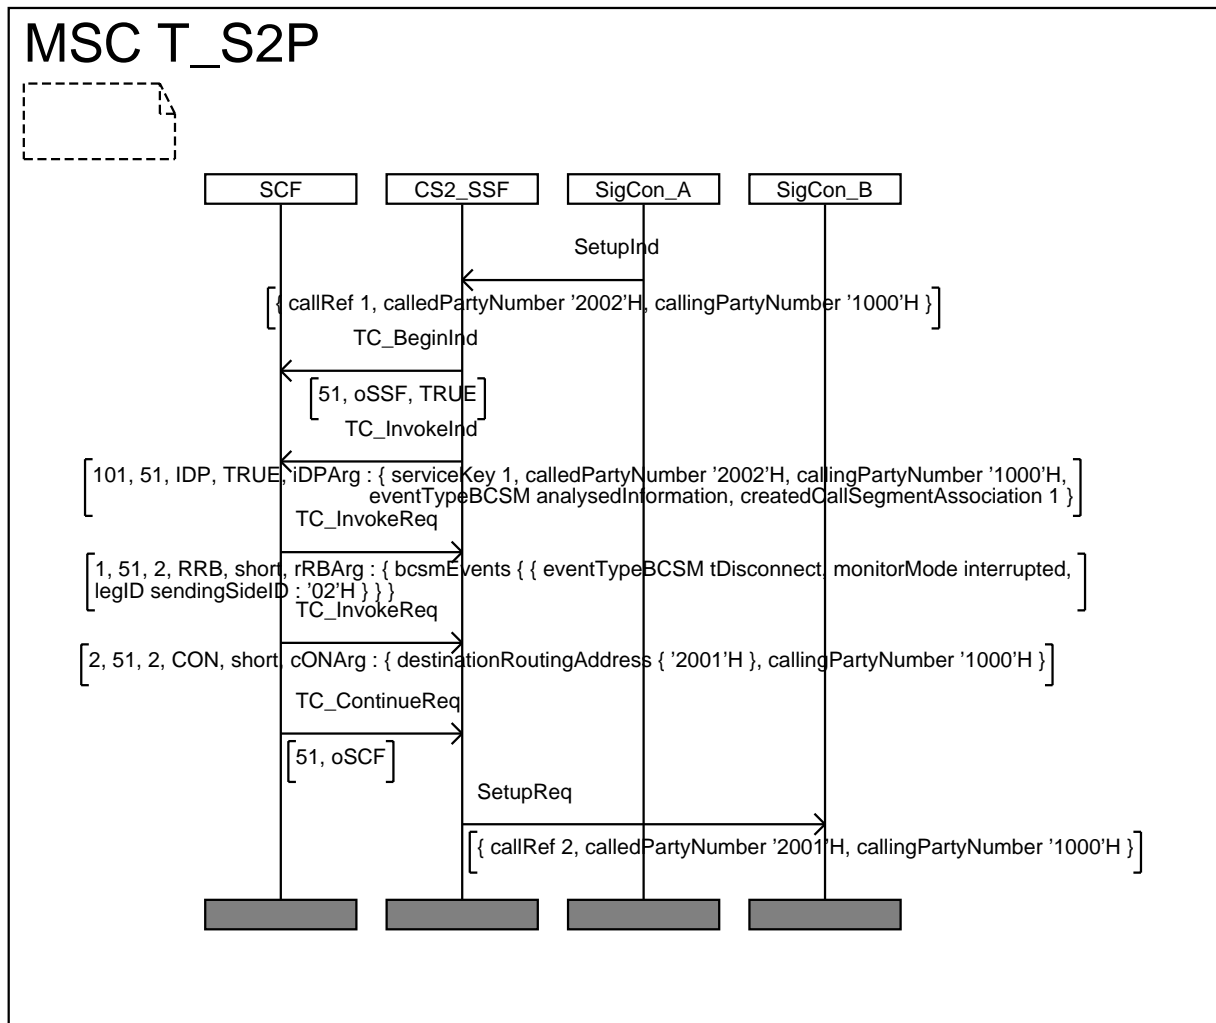 MSC T_S2P
SCF
CS2_SSF
SigCon_A
SigCon_B
SetupInd
{ callRef 1, calledPartyNumber '2002'H, callingPartyNumber '1000'H }
TC_BeginInd
51, oSSF, TRUE
TC_InvokeInd
101, 51, IDP, TRUE, iDPArg : { serviceKey 1, calledPartyNumber '2002'H, callingPartyNumber '1000'H,
eventTypeBCSM analysedInformation, createdCallSegmentAssociation 1 }
TC_InvokeReq
1, 51, 2, RRB, short, rRBArg : { bcsmEvents { { eventTypeBCSM tDisconnect, monitorMode interrupted,
legID sendingSideID : '02'H } } }
TC_InvokeReq
2, 51, 2, CON, short, cONArg : { destinationRoutingAddress { '2001'H }, callingPartyNumber '1000'H }
TC_ContinueReq
51, oSCF
SetupReq
{ callRef 2, calledPartyNumber '2001'H, callingPartyNumber '1000'H }